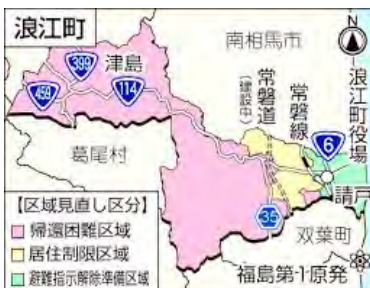 浪江町
南相馬市
N
399
津島
459
114
常磐道
(建設中)
常磐線
6
浪江町役場
請戸
葛尾村
35
双葉町
福島第1原発
【区域見直し区分】
帰還困難区域
居住制限区域
避難指示解除準備区域